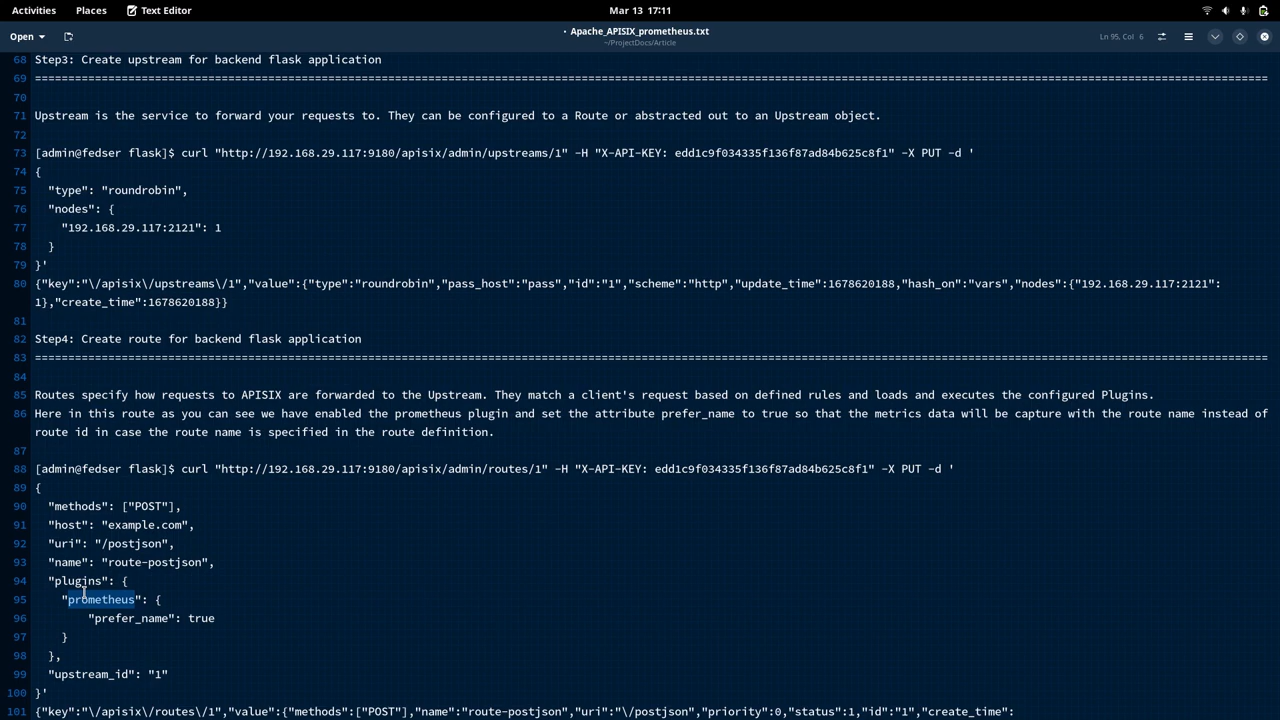 Activities Places Text Editor Mar 13 17:11
Open • Apache_APISIX_prometheus.txt Ln 95, Col 6
~/ProjectDocs/Article
68 Step3: Create upstream for backend flask application
69 ================================================================================================================================================================================================
70
71 Upstream is the service to forward your requests to. They can be configured to a Route or abstracted out to an Upstream object.
72
73 [admin@fedser flask]$ curl "http://192.168.29.117:9180/apisix/admin/upstreams/1" -H "X-API-KEY: edd1c9f034335f136f87ad84b625c8f1" -X PUT -d '
74 {
75   "type": "roundrobin",
76   "nodes": {
77     "192.168.29.117:2121": 1
78   }
79 }'
80 {"key":"\/apisix\/upstreams\/1","value":{"type":"roundrobin","pass_host":"pass","id":"1","scheme":"http","update_time":1678620188,"hash_on":"vars","nodes":{"192.168.29.117:2121":
1},"create_time":1678620188}}
81
82 Step4: Create route for backend flask application
83 ================================================================================================================================================================================================
84
85 Routes specify how requests to APISIX are forwarded to the Upstream. They match a client's request based on defined rules and loads and executes the configured Plugins.
86 Here in this route as you can see we have enabled the prometheus plugin and set the attribute prefer_name to true so that the metrics data will be capture with the route name instead of
route id in case the route name is specified in the route definition.
87
88 [admin@fedser flask]$ curl "http://192.168.29.117:9180/apisix/admin/routes/1" -H "X-API-KEY: edd1c9f034335f136f87ad84b625c8f1" -X PUT -d '
89 {
90   "methods": ["POST"],
91   "host": "example.com",
92   "uri": "/postjson",
93   "name": "route-postjson",
94   "plugins": {
95     "prometheus": {
96         "prefer_name": true
97     }
98   },
99   "upstream_id": "1"
100 }'
101 {"key":"\/apisix\/routes\/1","value":{"methods":["POST"],"name":"route-postjson","uri":"\/postjson","priority":0,"status":1,"id":"1","create_time":